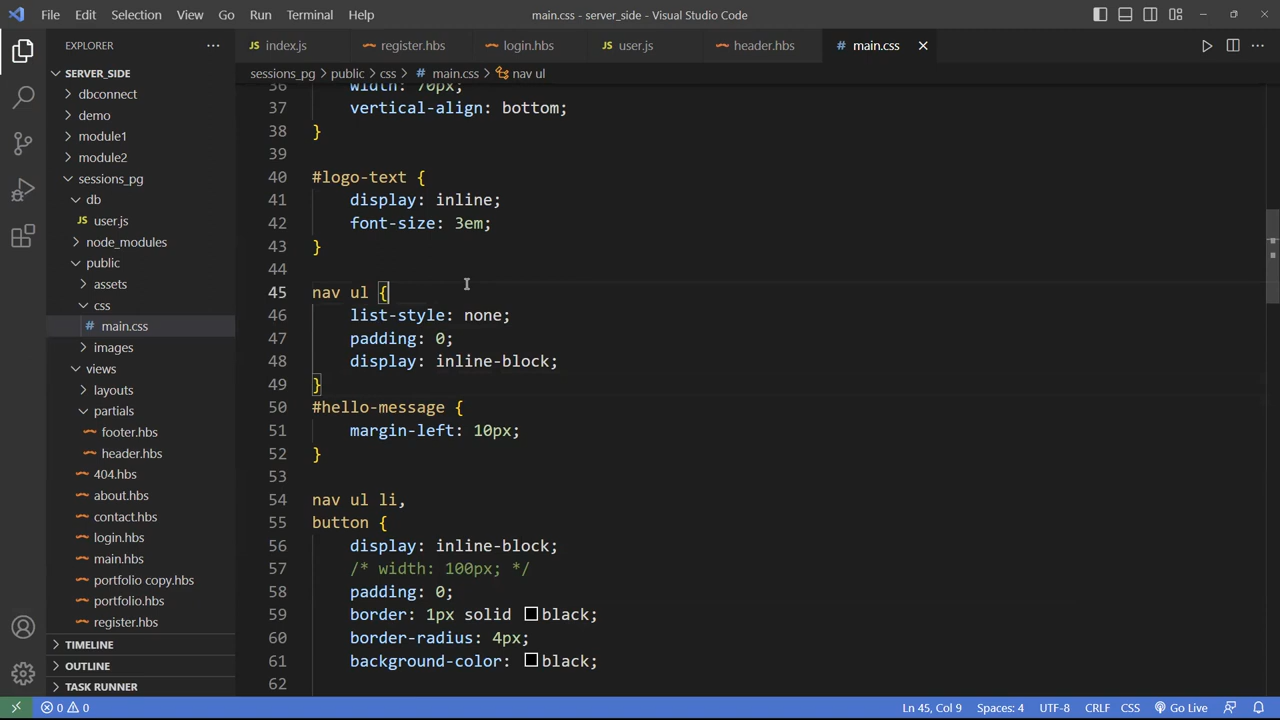 File Edit Selection View Go Run Terminal Help main.css - server_side - Visual Studio Code
EXPLORER
SERVER_SIDE
dbconnect
demo
module1
module2
sessions_pg
db
JS user.js
node_modules
public
assets
css
# main.css
images
views
layouts
partials
footer.hbs
header.hbs
404.hbs
about.hbs
contact.hbs
login.hbs
main.hbs
portfolio copy.hbs
portfolio.hbs
register.hbs
TIMELINE
OUTLINE
TASK RUNNER
JS index.js register.hbs login.hbs JS user.js header.hbs # main.css
sessions_pg > public > css > # main.css > nav ul
36 width: 70px;
37 vertical-align: bottom;
38 }
39
40 #logo-text {
41 display: inline;
42 font-size: 3em;
43 }
44
45 nav ul {
46 list-style: none;
47 padding: 0;
48 display: inline-block;
49 }
50 #hello-message {
51 margin-left: 10px;
52 }
53
54 nav ul li,
55 button {
56 display: inline-block;
57 /* width: 100px; */
58 padding: 0;
59 border: 1px solid black;
60 border-radius: 4px;
61 background-color: black;
62
0 0 Ln 45, Col 9 Spaces: 4 UTF-8 CRLF CSS Go Live